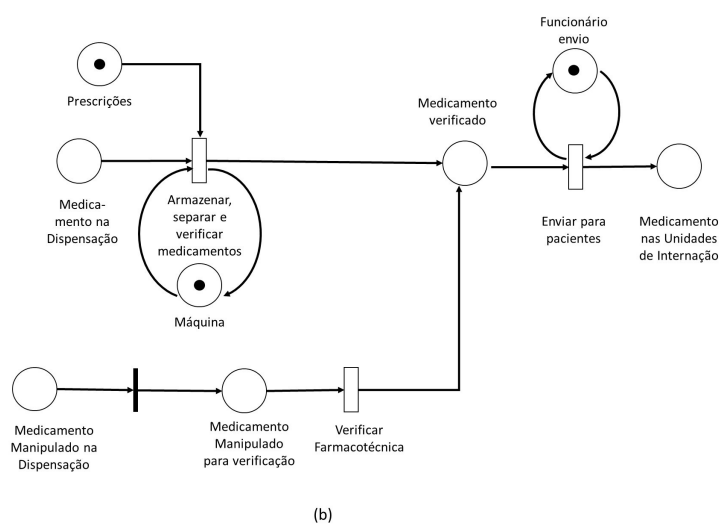 Funcionário
envio
Prescrições
Medicamento
verificado
Medica-
mento na
Dispensação
Armazenar,
separar e
verificar
medicamentos
Enviar para
pacientes
Medicamento
nas Unidades
de Internação
Máquina
Medicamento
Manipulado na
Dispensação
Medicamento
Manipulado
para verificação
Verificar
Farmacotécnica
(b)